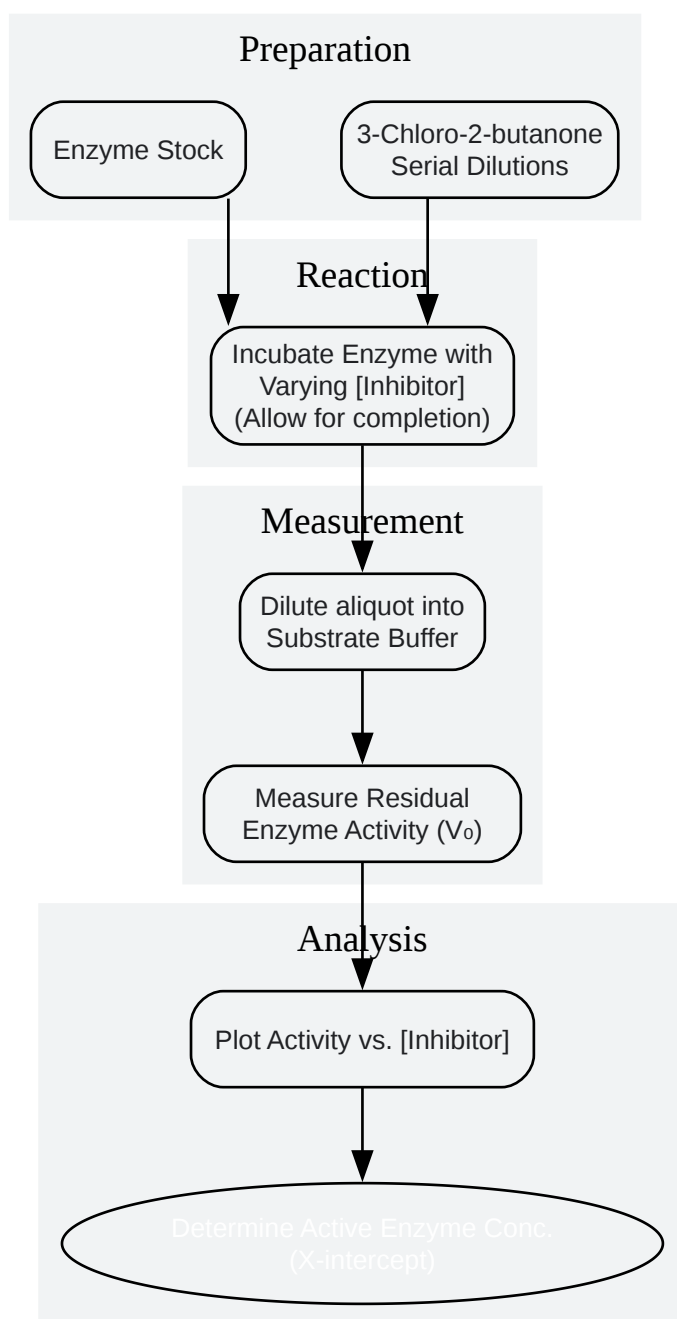 Preparation
Enzyme Stock
3-Chloro-2-butanone
Serial Dilutions
Reaction
Incubate Enzyme with
Varying [Inhibitor]
(Allow for completion)
Measurement
Dilute aliquot into
Substrate Buffer
Measure Residual
Enzyme Activity (V₀)
Analysis
Plot Activity vs. [Inhibitor]
Determine Active Enzyme Conc.
(X-intercept)